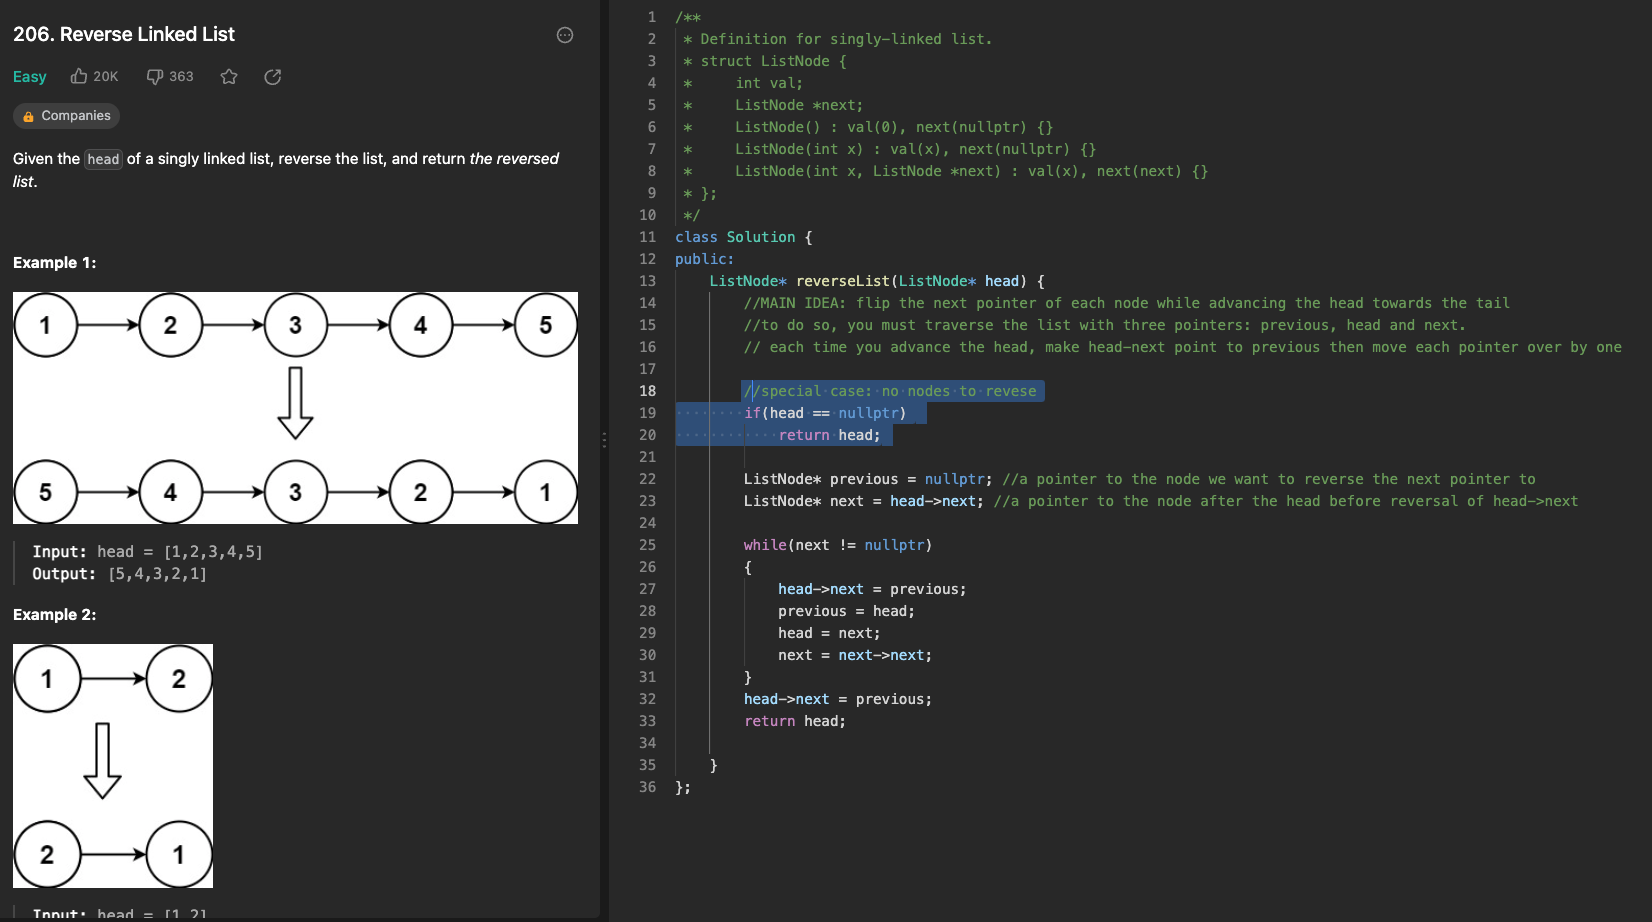 206. Reverse Linked List
Easy 20K 363
Companies
Given the head of a singly linked list, reverse the list, and return the reversed
list.
Example 1:
1 2 3 4 5
5 4 3 2 1
Input: head = [1,2,3,4,5]
Output: [5,4,3,2,1]
Example 2:
1 2
2 1
Input: head = [1,2]
1 /**
2 * Definition for singly-linked list.
3 * struct ListNode {
4 *     int val;
5 *     ListNode *next;
6 *     ListNode() : val(0), next(nullptr) {}
7 *     ListNode(int x) : val(x), next(nullptr) {}
8 *     ListNode(int x, ListNode *next) : val(x), next(next) {}
9 * };
10 */
11 class Solution {
12 public:
13     ListNode* reverseList(ListNode* head) {
14         //MAIN IDEA: flip the next pointer of each node while advancing the head towards the tail
15         //to do so, you must traverse the list with three pointers: previous, head and next.
16         // each time you advance the head, make head-next point to previous then move each pointer over by one
17
18         //special case: no nodes to revese
19         if(head == nullptr)
20             return head;
21
22         ListNode* previous = nullptr; //a pointer to the node we want to reverse the next pointer to
23         ListNode* next = head->next; //a pointer to the node after the head before reversal of head->next
24
25         while(next != nullptr)
26         {
27             head->next = previous;
28             previous = head;
29             head = next;
30             next = next->next;
31         }
32         head->next = previous;
33         return head;
34
35     }
36 };